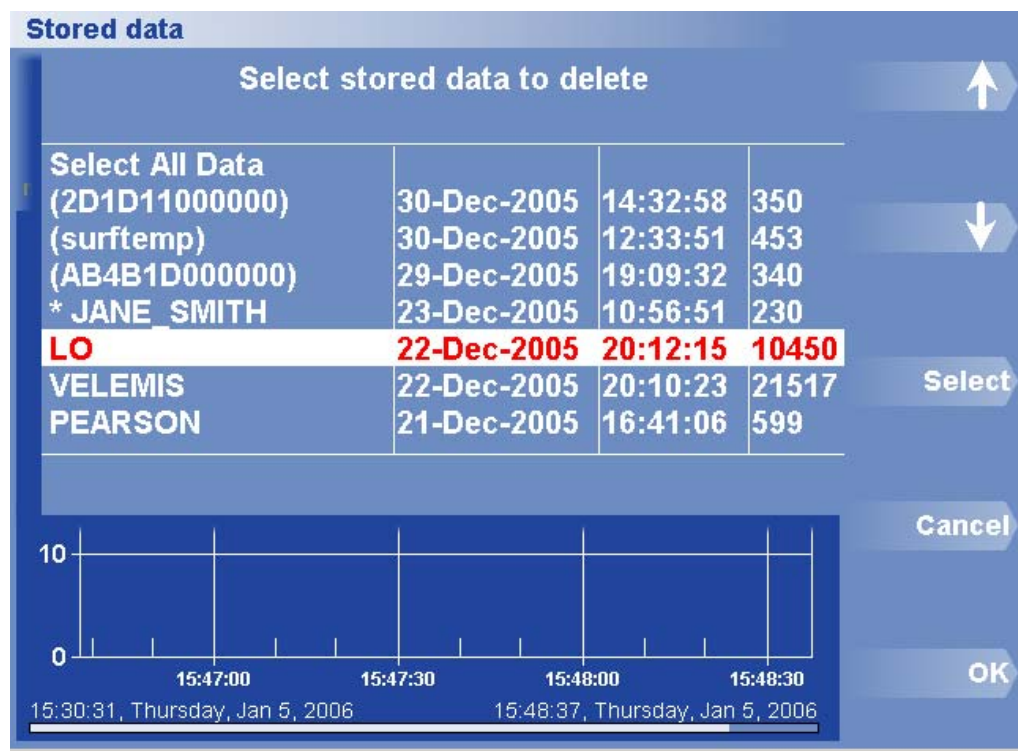 Stored data
Select stored data to delete
Select All Data
(2D1D11000000) 30-Dec-2005 14:32:58 350
(surftemp) 30-Dec-2005 12:33:51 453
(AB4B1D000000) 29-Dec-2005 19:09:32 340
* JANE_SMITH 23-Dec-2005 10:56:51 230
LO 22-Dec-2005 20:12:15 10450
VELEMIS 22-Dec-2005 20:10:23 21517
PEARSON 21-Dec-2005 16:41:06 599
Select
Cancel
OK
10
0
15:47:00 15:47:30 15:48:00 15:48:30
15:30:31, Thursday, Jan 5, 2006 15:48:37, Thursday, Jan 5, 2006